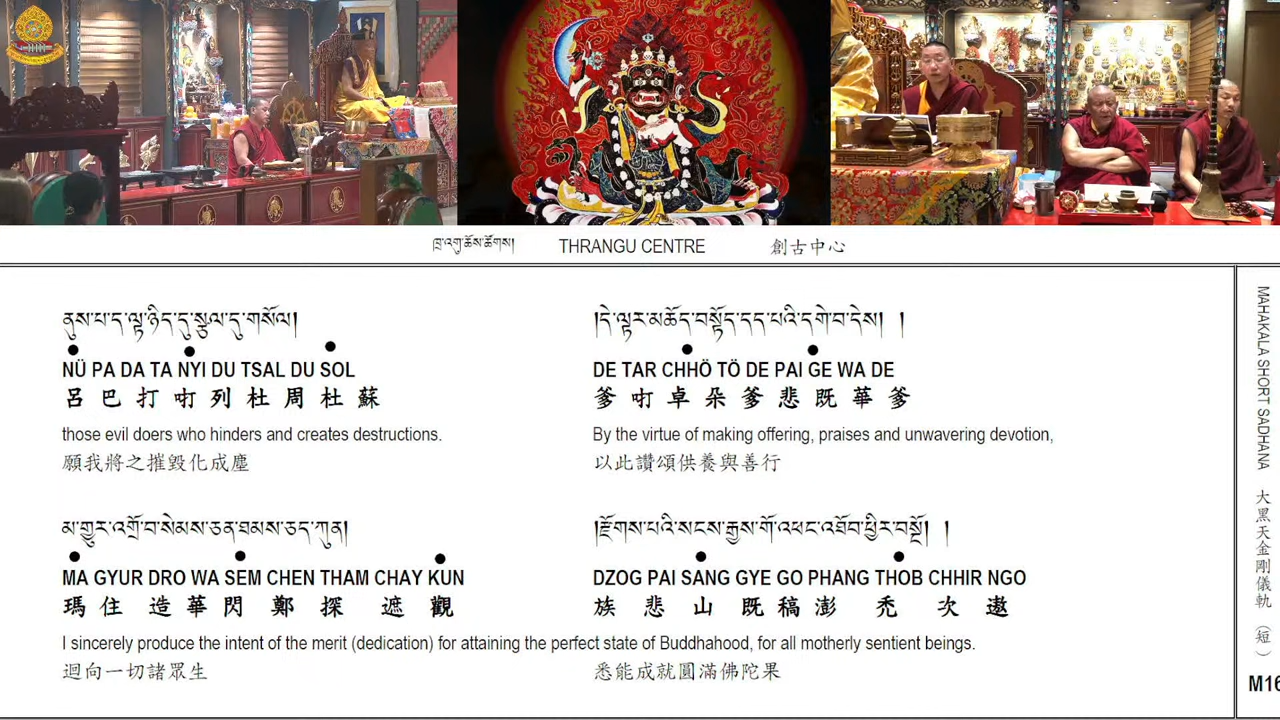 ཁྲ་འགུ་ཆོས་ཚོགས། THRANGU CENTRE 創古中心
ནུས་པ་ད་ལྟ་ཉིད་དུ་སྩལ་དུ་གསོལ།
NÜ PA DA TA NYI DU TSAL DU SOL
呂巴打咑列杜周杜蘇
those evil doers who hinders and creates destructions.
願我將之摧毀化成塵
།དེ་ལྟར་མཆོད་བསྟོད་དད་པའི་དགེ་བ་དེས། །
DE TAR CHHÖ TÖ DE PAI GE WA DE
爹咑卓朵爹悲既華爹
By the virtue of making offering, praises and unwavering devotion,
以此讚頌供養與善行
མ་གྱུར་འགྲོ་བ་སེམས་ཅན་ཐམས་ཅད་ཀུན།
MA GYUR DRO WA SEM CHEN THAM CHAY KUN
瑪住造華閃鄭探遮觀
།རྫོགས་པའི་སངས་རྒྱས་གོ་འཕང་འཐོབ་ཕྱིར་བསྔོ། །
DZOG PAI SANG GYE GO PHANG THOB CHHIR NGO
族悲山既稿澎禿次遨
I sincerely produce the intent of the merit (dedication) for attaining the perfect state of Buddhahood, for all motherly sentient beings.
迴向一切諸眾生
悉能成就圓滿佛陀果
MAHAKALA SHORT SADHANA 大黑天金剛儀軌（短）
M16